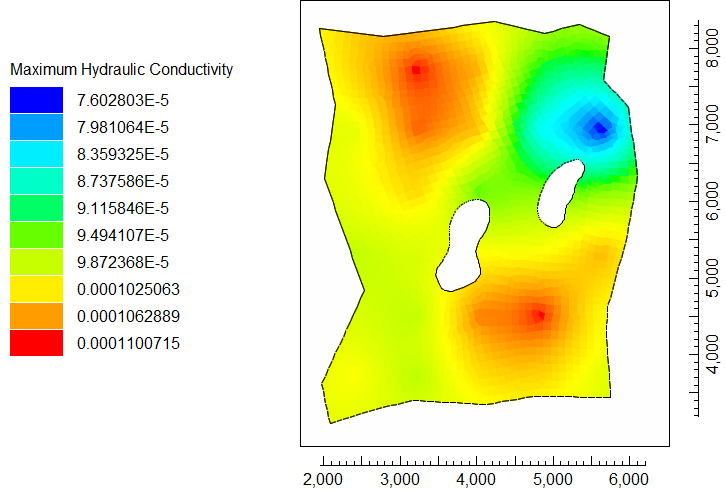 Maximum Hydraulic Conductivity
7.602803E-5
7.981064E-5
8.359325E-5
8.737586E-5
9.115846E-5
9.494107E-5
9.872368E-5
0.0001025063
0.0001062889
0.0001100715
8,000
7,000
6,000
5,000
4,000
2,000 3,000 4,000 5,000 6,000